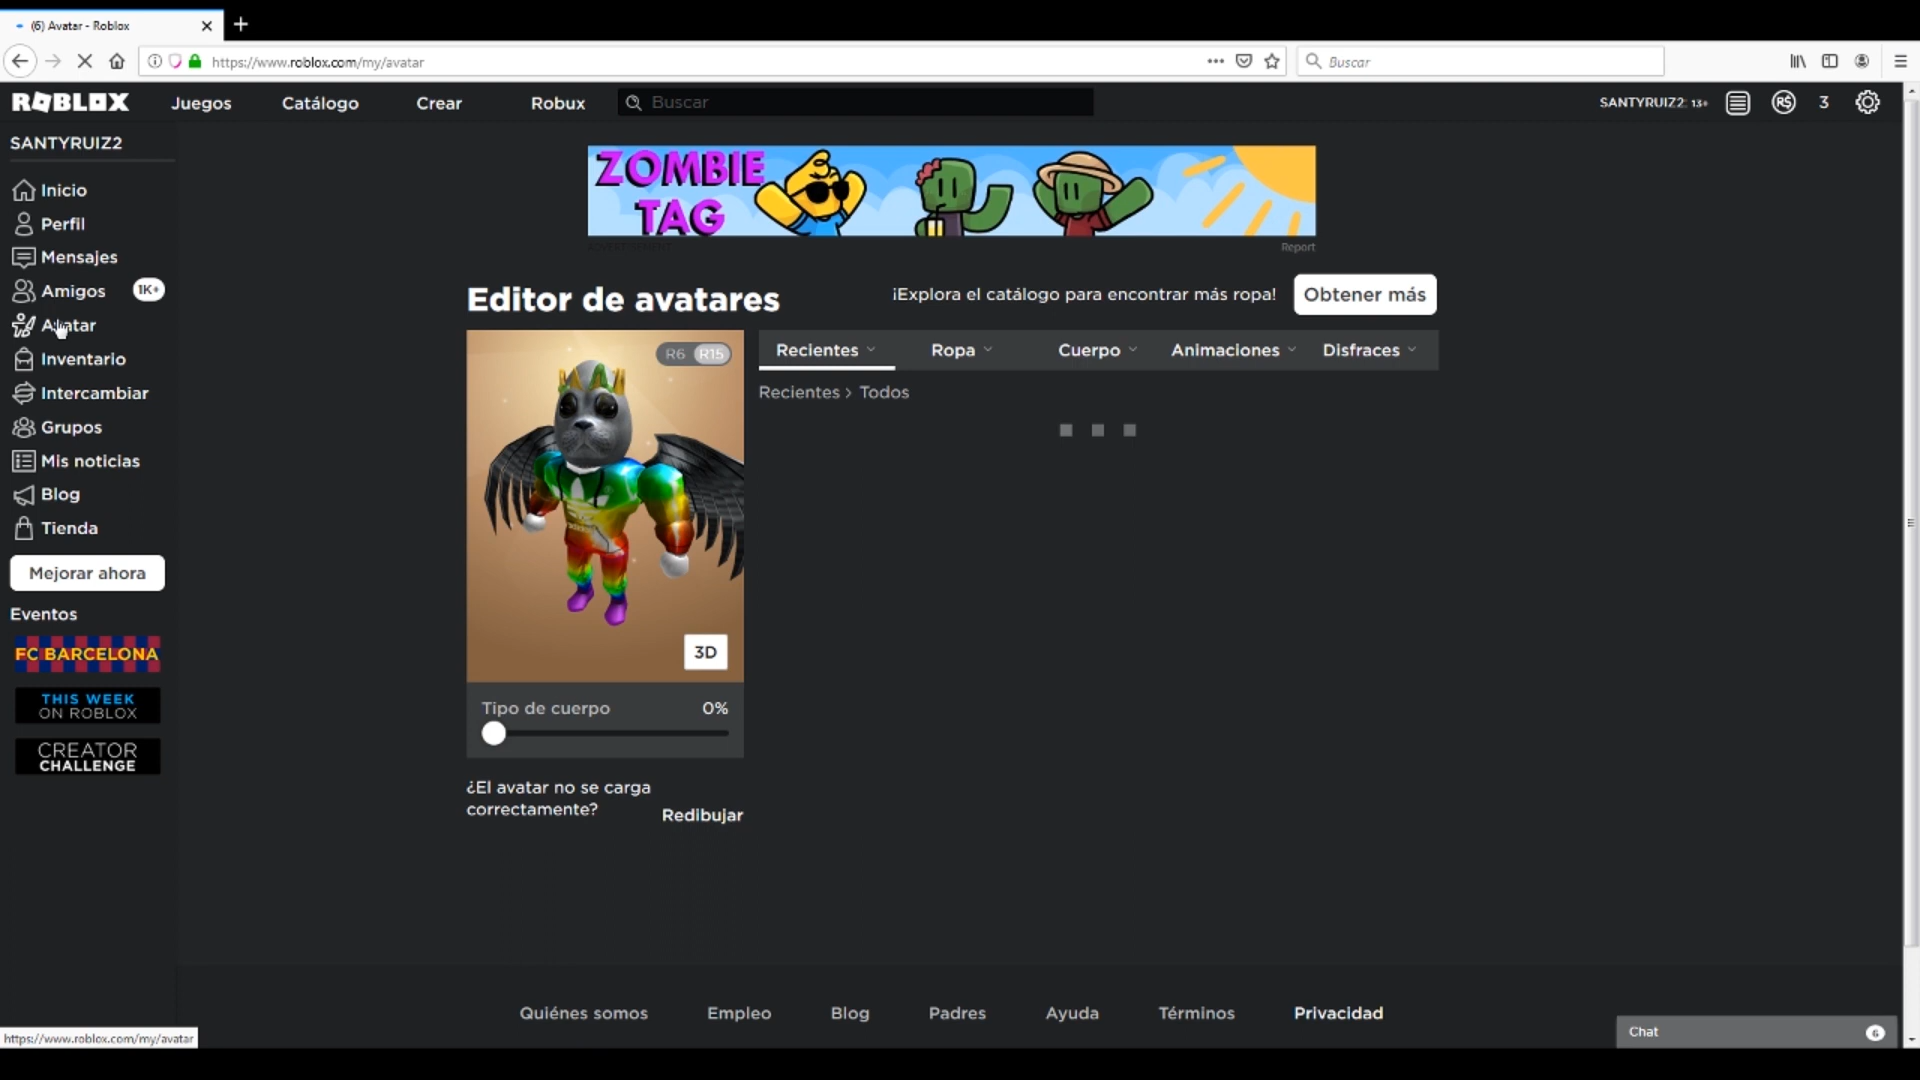 (6) Avatar - Roblox
https://www.roblox.com/my/avatar
Buscar
ROBLOX
Juegos
Catálogo
Crear
Robux
Buscar
SANTYRUIZ2: 13+
R$
3
SANTYRUIZ2
Inicio
Perfil
Mensajes
Amigos
1K+
Avatar
Inventario
Intercambiar
Grupos
Mis noticias
Blog
Tienda
Mejorar ahora
Eventos
FC BARCELONA
THIS WEEK
ON ROBLOX
CREATOR
CHALLENGE
ZOMBIE
TAG
ADVERTISEMENT
Report
Editor de avatares
¡Explora el catálogo para encontrar más ropa!
Obtener más
R6
R15
Recientes
Ropa
Cuerpo
Animaciones
Disfraces
Recientes > Todos
3D
Tipo de cuerpo
0%
¿El avatar no se carga
correctamente?
Redibujar
Quiénes somos
Empleo
Blog
Padres
Ayuda
Términos
Privacidad
Chat
6
https://www.roblox.com/my/avatar